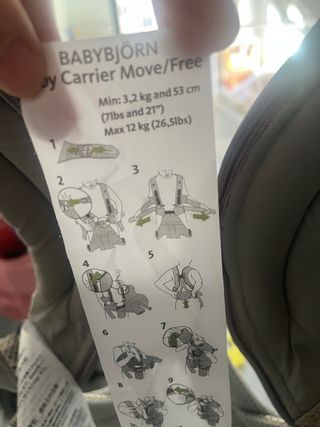 BABYBJÖRN
y Carrier Move/Free
Min: 3,2 kg and 53 cm
(7lbs and 21")
Max 12 kg (26,5lbs)
1
2
3
4
5
6
7
8
9